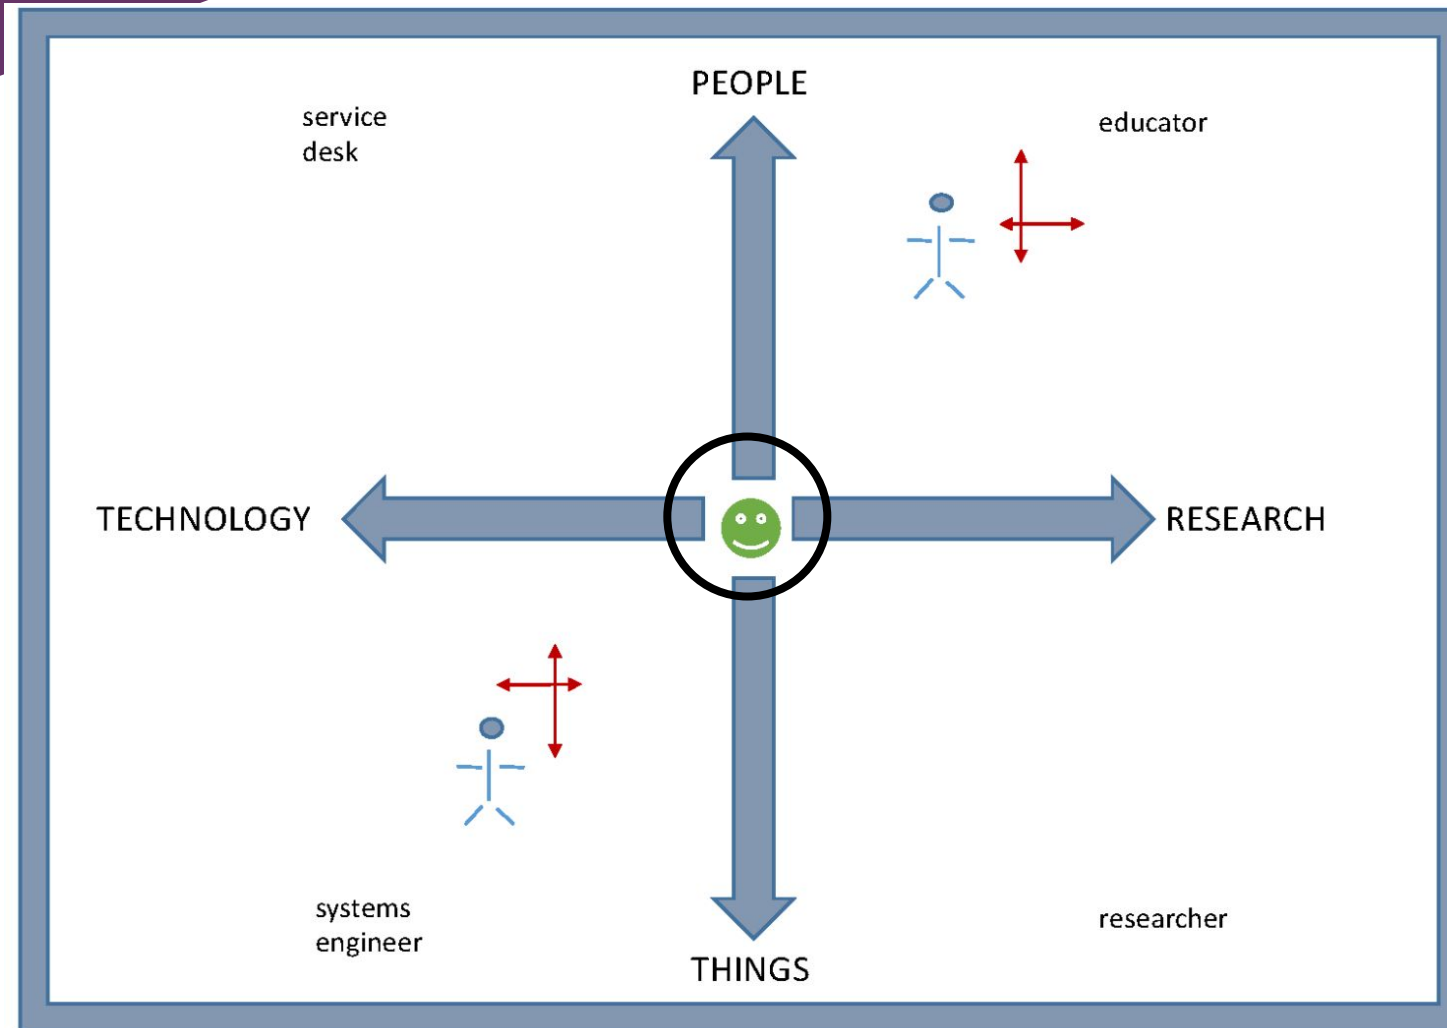 PEOPLE
service
desk
educator
TECHNOLOGY
RESEARCH
systems
engineer
researcher
THINGS